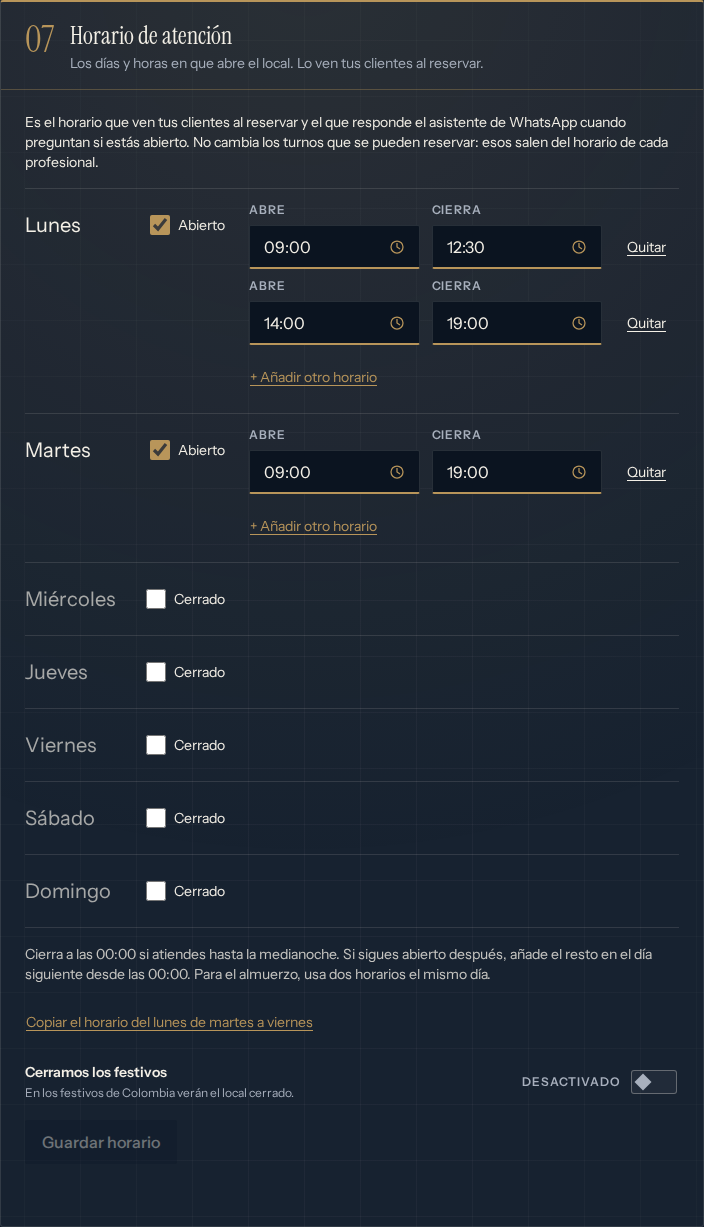 07 Horario de atención
Los días y horas en que abre el local. Lo ven tus clientes al reservar.
Es el horario que ven tus clientes al reservar y el que responde el asistente de WhatsApp cuando
preguntan si estás abierto. No cambia los turnos que se pueden reservar: esos salen del horario de cada
profesional.
Lunes
Abierto
ABRE CIERRA
09:00 12:30 Quitar
ABRE CIERRA
14:00 19:00 Quitar
+ Añadir otro horario
Martes
Abierto
ABRE CIERRA
09:00 19:00 Quitar
+ Añadir otro horario
Miércoles Cerrado
Jueves Cerrado
Viernes Cerrado
Sábado Cerrado
Domingo Cerrado
Cierra a las 00:00 si atiendes hasta la medianoche. Si sigues abierto después, añade el resto en el día
siguiente desde las 00:00. Para el almuerzo, usa dos horarios el mismo día.
Copiar el horario del lunes de martes a viernes
Cerramos los festivos
En los festivos de Colombia verán el local cerrado.
DESACTIVADO
Guardar horario